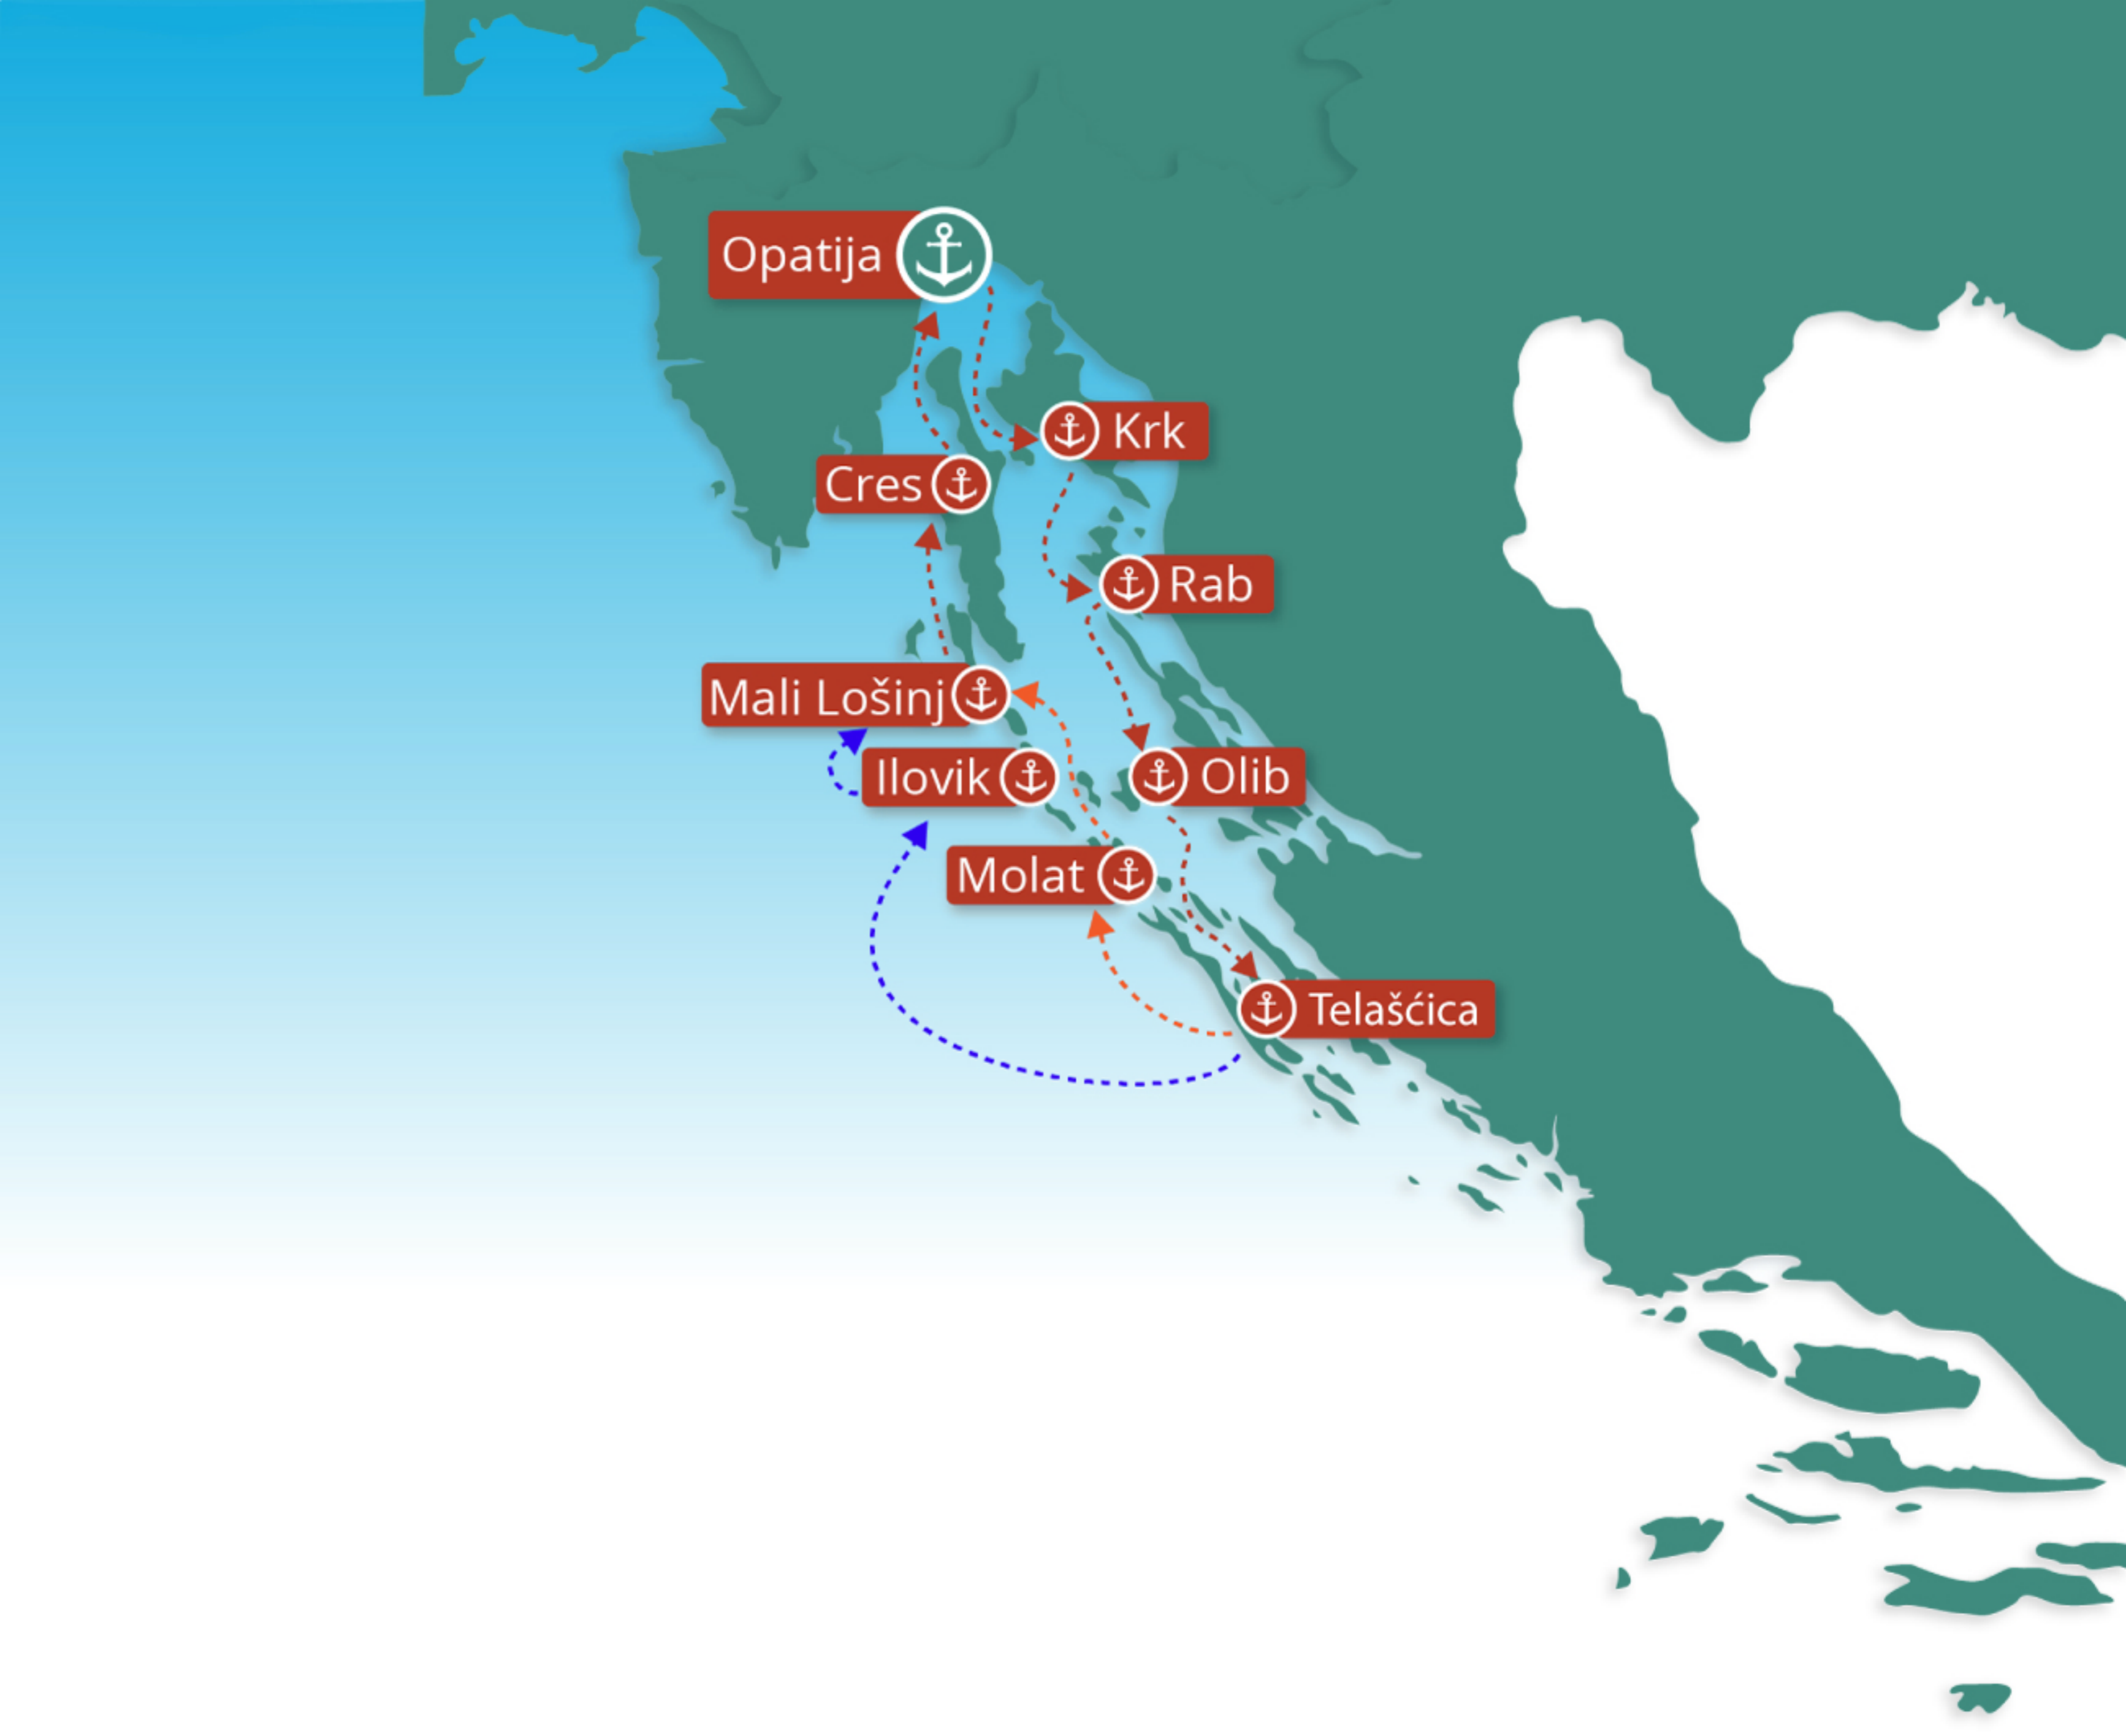 Opatija
Krk
Cres
Rab
Mali Lošinj
Ilovik
Olib
Molat
Telašćica